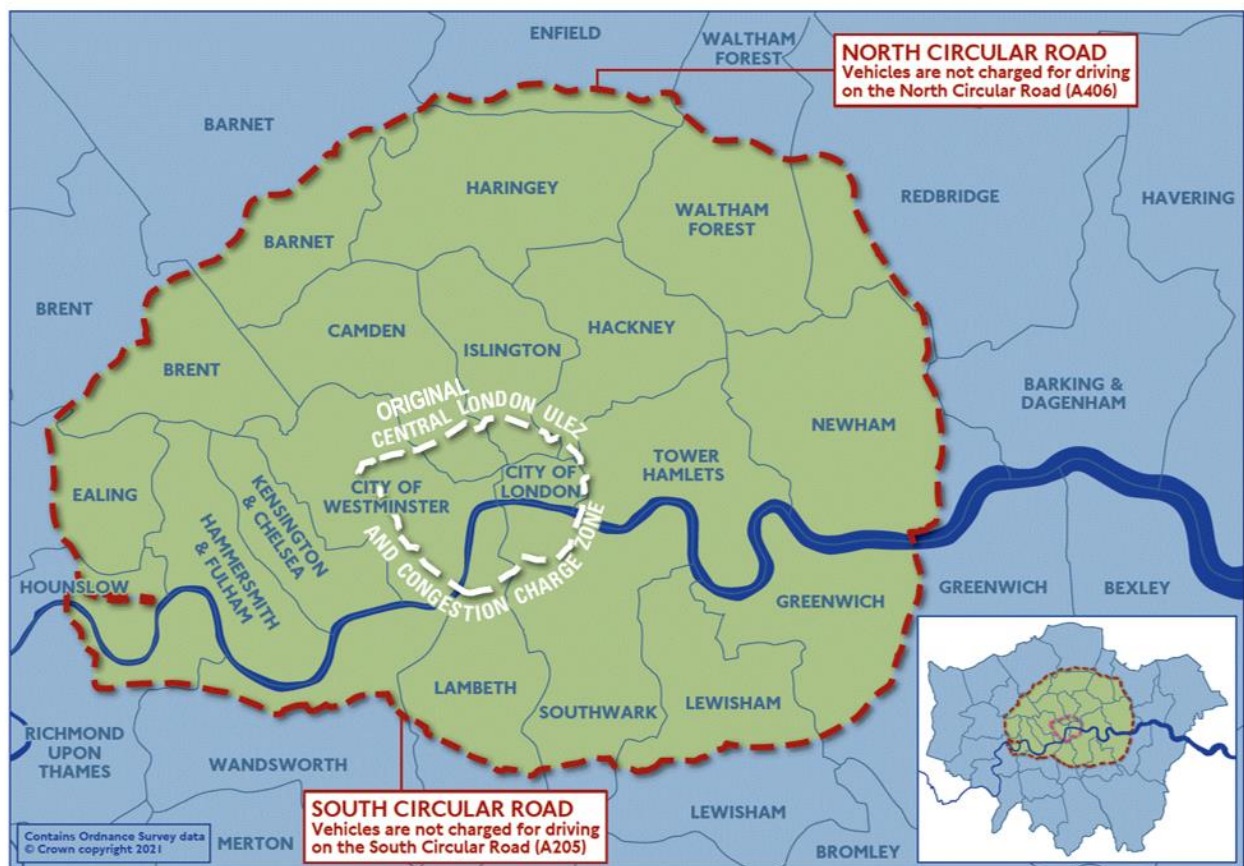 ENFIELD
WALTHAM
FOREST
NORTH CIRCULAR ROAD
Vehicles are not charged for driving
on the North Circular Road (A406)
BARNET
HARINGEY
REDBRIDGE
HAVERING
WALTHAM
FOREST
BARNET
BRENT
CAMDEN
HACKNEY
ISLINGTON
BRENT
BARKING &
DAGENHAM
ORIGINAL
CENTRAL LONDON ULEZ
NEWHAM
TOWER
HAMLETS
CITY OF
LONDON
CITY OF
WESTMINSTER
EALING
KENSINGTON
& CHELSEA
HAMMERSMITH
& FULHAM
AND CONGESTION CHARGE ZONE
HOUNSLOW
GREENWICH
BEXLEY
GREENWICH
LAMBETH
LEWISHAM
SOUTHWARK
RICHMOND
UPON
THAMES
WANDSWORTH
SOUTH CIRCULAR ROAD
Vehicles are not charged for driving
on the South Circular Road (A205)
LEWISHAM
Contains Ordnance Survey data
© Crown copyright 2021
MERTON
BROMLEY